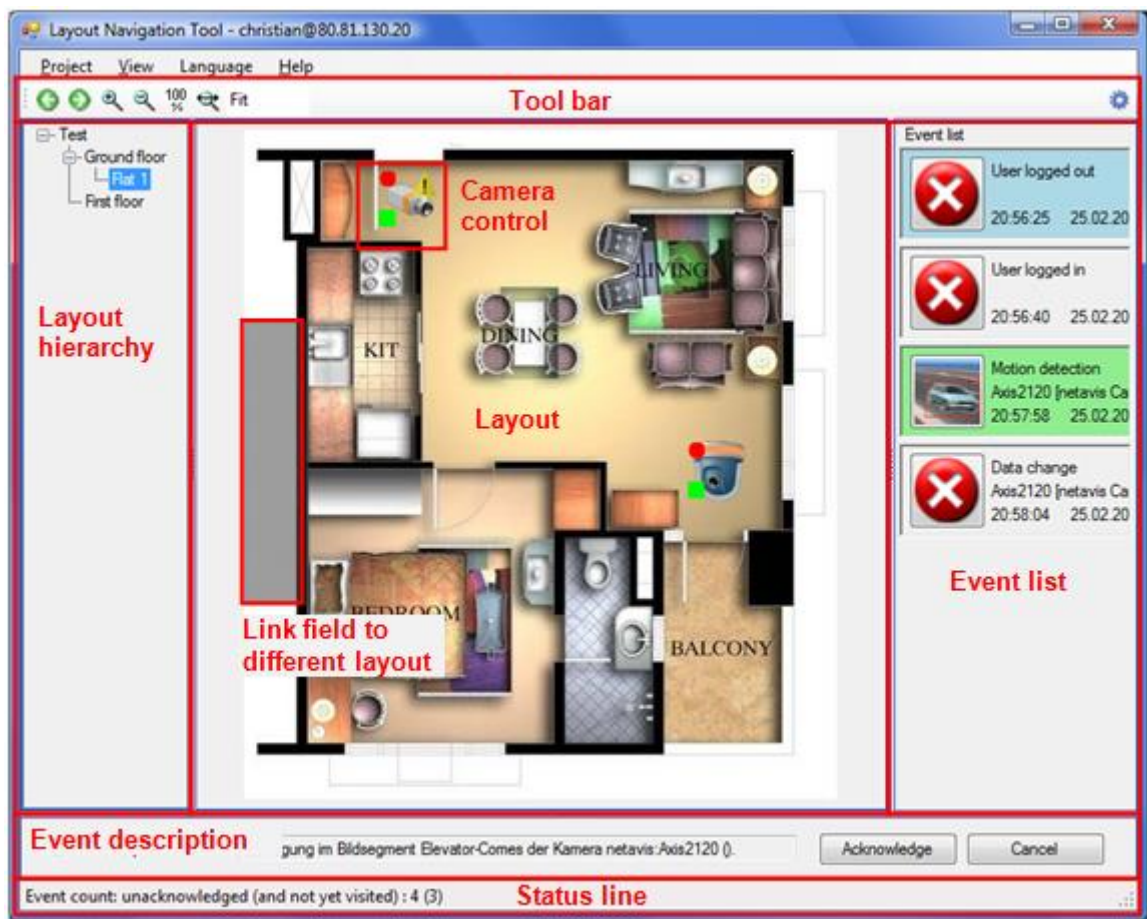 Layout Navigation Tool - christian@80.81.130.20
Project View Language Help
100 % Fit
Tool bar
Test
Ground floor
Flat 1
First floor
Layout
hierarchy
Camera
control
LIVING
DINING
KIT
Layout
BEDROOM
BALCONY
Link field to
different layout
Event list
User logged out
20:56:25 25.02.20
User logged in
20:56:40 25.02.20
Motion detection
Axis2120 [netavis Ca
20:57:58 25.02.20
Data change
Axis2120 [netavis Ca
20:58:04 25.02.20
Event list
Event description
gung im Bildsegment Elevator-Comes der Kamera netavis:Axis2120 ().
Acknowledge Cancel
Event count: unacknowledged (and not yet visited) : 4 (3)
Status line